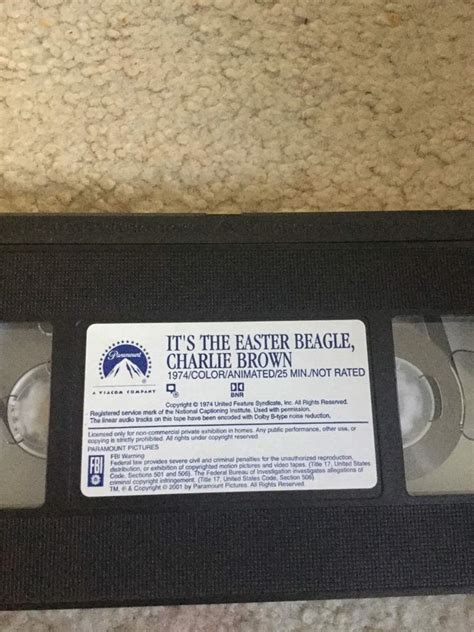 Paramount
A VIACOM COMPANY
IT'S THE EASTER BEAGLE,
CHARLIE BROWN
1974/COLOR/ANIMATED/25 MIN./NOT RATED
BNR
Copyright © 1974 United Feature Syndicate, Inc. All Rights Reserved.
Registered service mark of the National Captioning Institute. Used with permission.
The linear audio tracks on this tape have been encoded with Dolby B-type noise reduction.
Licensed only for non-commercial private exhibition in homes. Any public performance, other use, or
copying is strictly prohibited. All rights under copyright reserved.
PARAMOUNT PICTURES
FBI
FBI Warning
Federal law provides severe civil and criminal penalties for the unauthorized reproduction,
distribution, or exhibition of copyrighted motion pictures and video tapes. (Title 17, United States
Code, Sections 501 and 506). The Federal Bureau of Investigation investigates allegations of
criminal copyright infringement. (Title 17, United States Code, Section 506).
TM, ® & Copyright © 2001 by Paramount Pictures. All Rights Reserved.